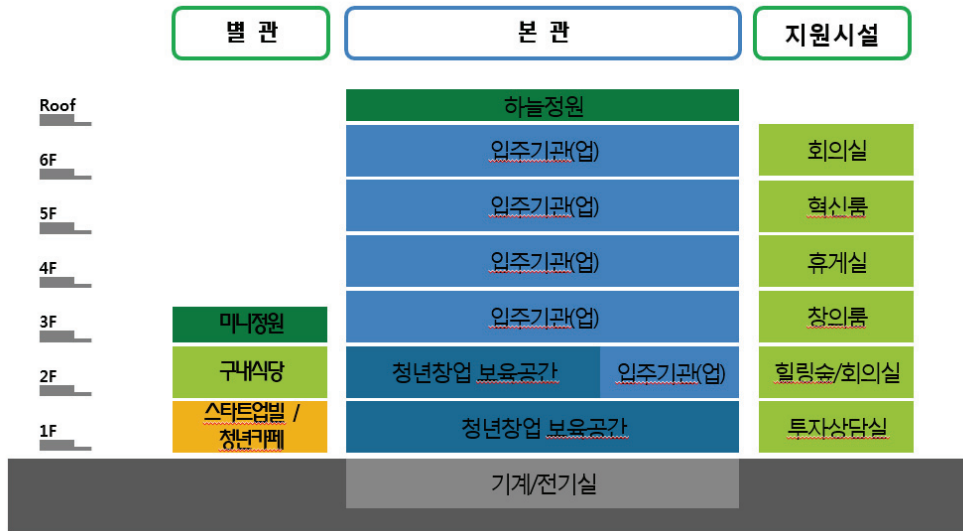 별 관
본 관
지원시설
Roof
하늘정원
6F
입주기관(업)
회의실
5F
입주기관(업)
혁신룸
4F
입주기관(업)
휴게실
3F
미니정원
입주기관(업)
창의룸
2F
구내식당
청년창업 보육공간
입주기관(업)
힐링숲/회의실
1F
스타트업빌 /
청년카페
청년창업 보육공간
투자상담실
기계/전기실